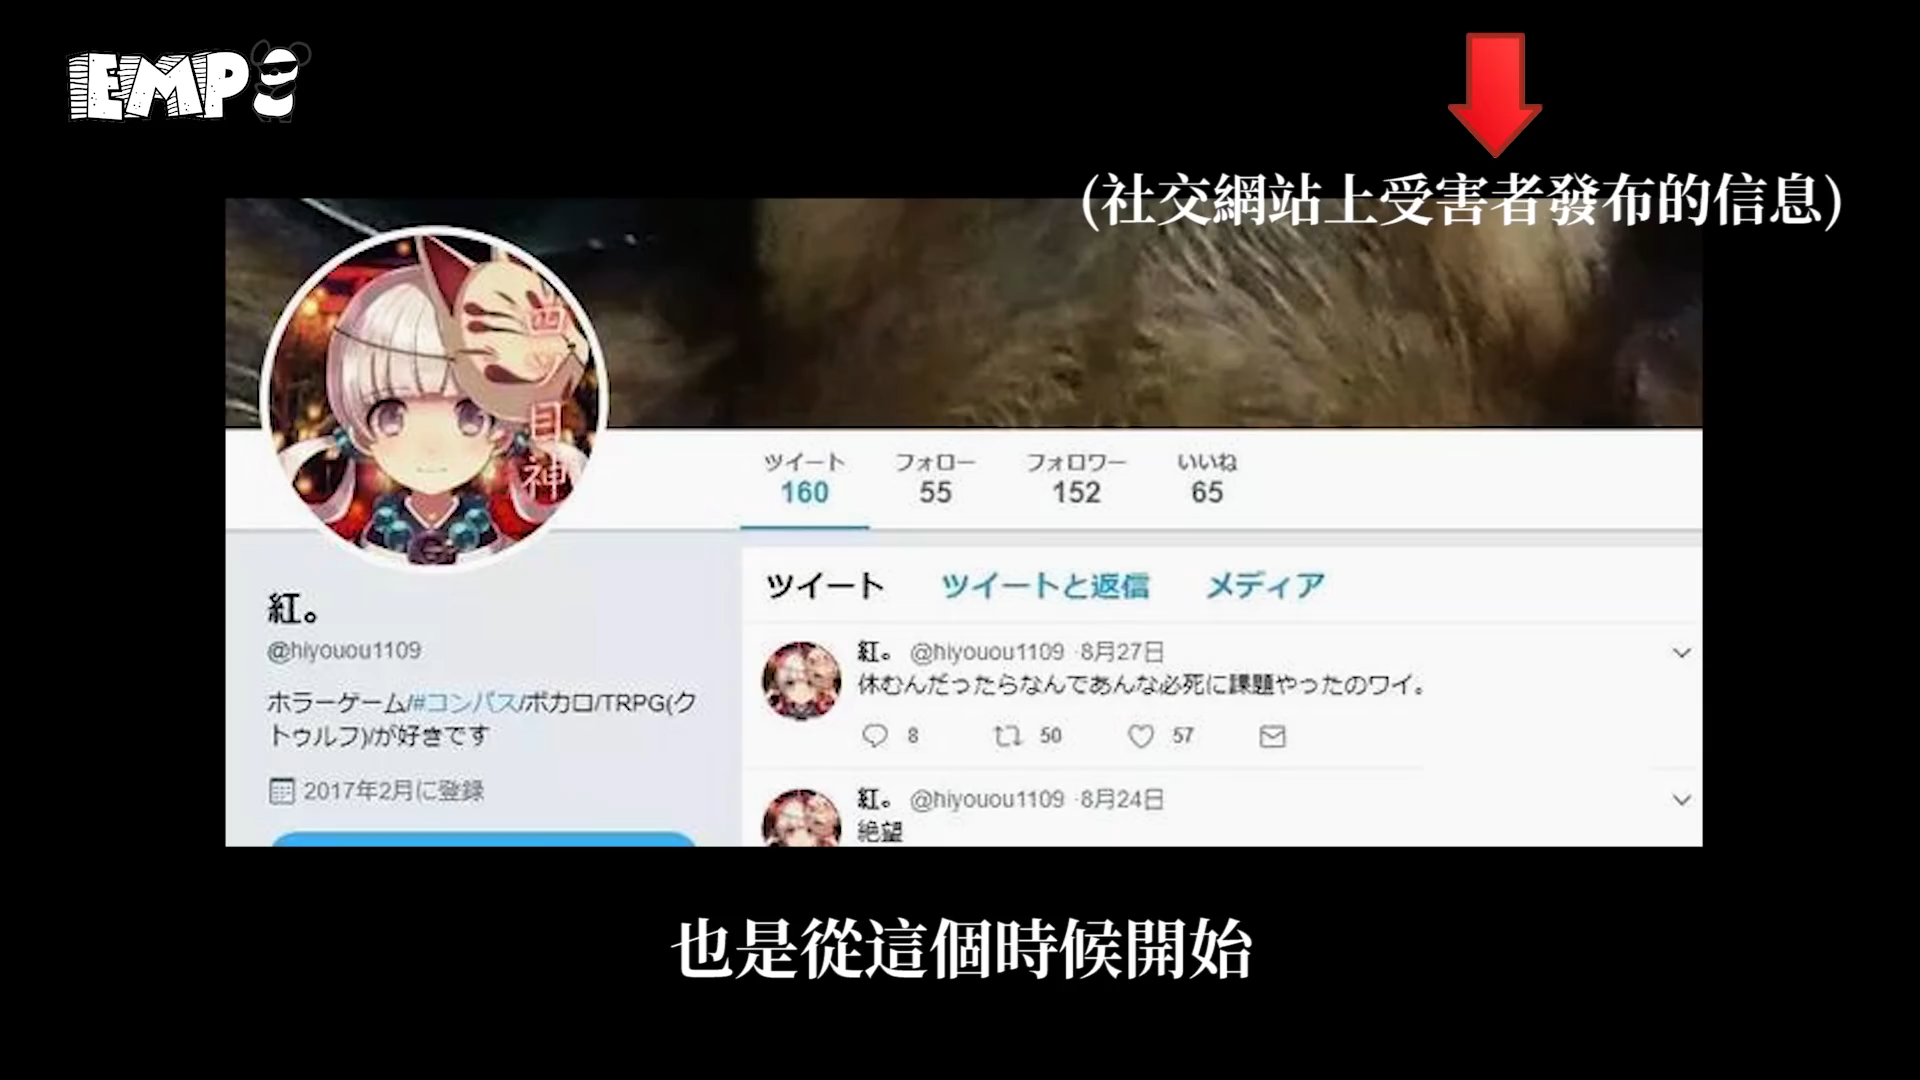 EMP
(社交網站上受害者發布的信息)
四ツ目神
ツイート フォロー フォロワー いいね
160 55 152 65
ツイート ツイートと返信 メディア
紅。
@hiyouou1109
ホラーゲーム/#コンパス/ボカロ/TRPG(ク
トゥルフ)/が好きです
2017年2月に登録
紅。 @hiyouou1109 ·8月27日
休むんだったらなんであんな必死に課題やったのワイ。
8 50 57
紅。 @hiyouou1109 ·8月24日
絶望
也是從這個時候開始